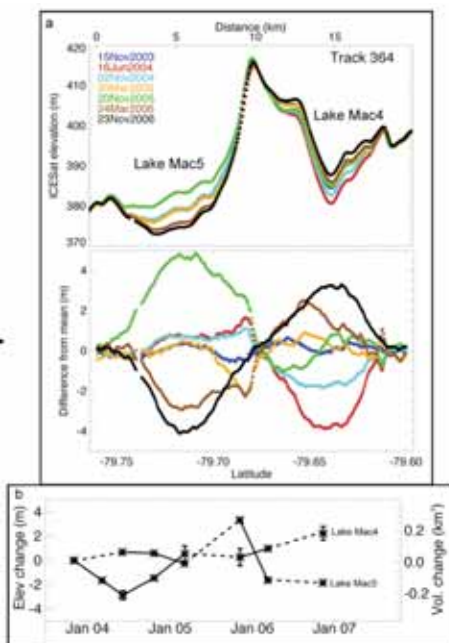 Distance (km)
a 0 5 10 15
420
Track 364
15Nov2003
16Jun2004
20Nov2005
24Mar2006
23Nov2006
410
Lake Mac4
400
390
Lake Mac5
380
370
ICESat elevation (m)
4
2
0
-2
-4
Difference from mean (m)
-79.75 -79.70 -79.65 -79.60
Latitude
b
4
2
0
-2
-4
Elev change (m)
Lake Mac4
Lake Mac5
0.2
0.0
-0.2
Vol. change (km³)
Jan 04 Jan 05 Jan 06 Jan 07